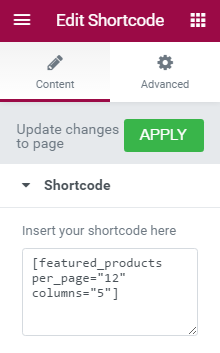 Edit Shortcode
Content Advanced
Update changes
to page
APPLY
Shortcode
Insert your shortcode here
[featured_products
per_page="12"
columns="5"]